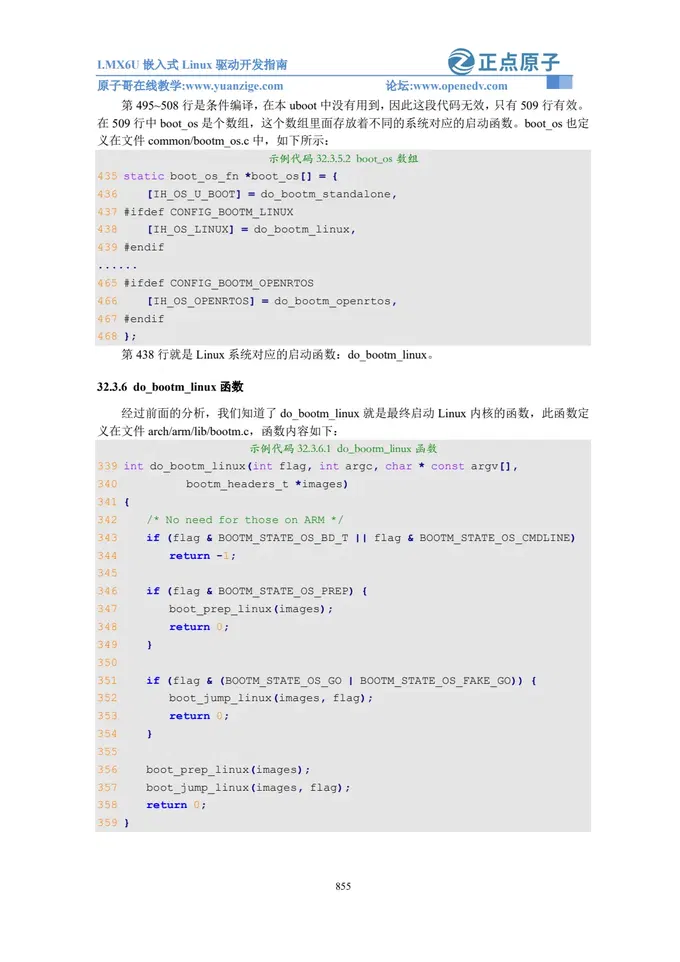 I.MX6U 嵌入式 Linux 驱动开发指南
正点原子
原子哥在线教学:www.yuanzige.com 论坛:www.openedv.com
第 495~508 行是条件编译，在本 uboot 中没有用到，因此这段代码无效，只有 509 行有效。
在 509 行中 boot_os 是个数组，这个数组里面存放着不同的系统对应的启动函数。boot_os 也定
义在文件 common/bootm_os.c 中，如下所示：
示例代码 32.3.5.2 boot_os 数组
435 static boot_os_fn *boot_os[] = {
436 [IH_OS_U_BOOT] = do_bootm_standalone,
437 #ifdef CONFIG_BOOTM_LINUX
438 [IH_OS_LINUX] = do_bootm_linux,
439 #endif
......
465 #ifdef CONFIG_BOOTM_OPENRTOS
466 [IH_OS_OPENRTOS] = do_bootm_openrtos,
467 #endif
468 };
第 438 行就是 Linux 系统对应的启动函数：do_bootm_linux。
32.3.6 do_bootm_linux 函数
经过前面的分析，我们知道了 do_bootm_linux 就是最终启动 Linux 内核的函数，此函数定
义在文件 arch/arm/lib/bootm.c，函数内容如下：
示例代码 32.3.6.1 do_bootm_linux 函数
339 int do_bootm_linux(int flag, int argc, char * const argv[],
340 bootm_headers_t *images)
341 {
342 /* No need for those on ARM */
343 if (flag & BOOTM_STATE_OS_BD_T || flag & BOOTM_STATE_OS_CMDLINE)
344 return -1;
345
346 if (flag & BOOTM_STATE_OS_PREP) {
347 boot_prep_linux(images);
348 return 0;
349 }
350
351 if (flag & (BOOTM_STATE_OS_GO | BOOTM_STATE_OS_FAKE_GO)) {
352 boot_jump_linux(images, flag);
353 return 0;
354 }
355
356 boot_prep_linux(images);
357 boot_jump_linux(images, flag);
358 return 0;
359 }
855